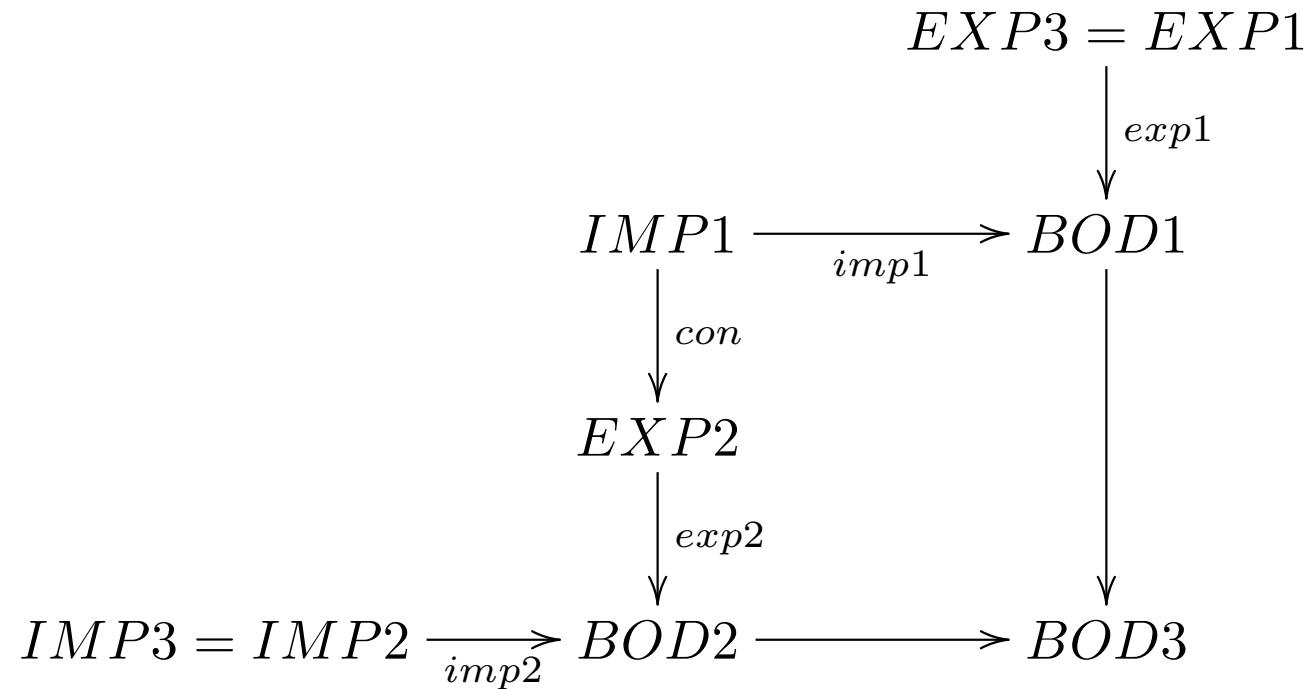 EXP3 = EXP1
exp1
IMP1 BOD1
imp1
con
EXP2
exp2
IMP3 = IMP2 BOD2 BOD3
imp2